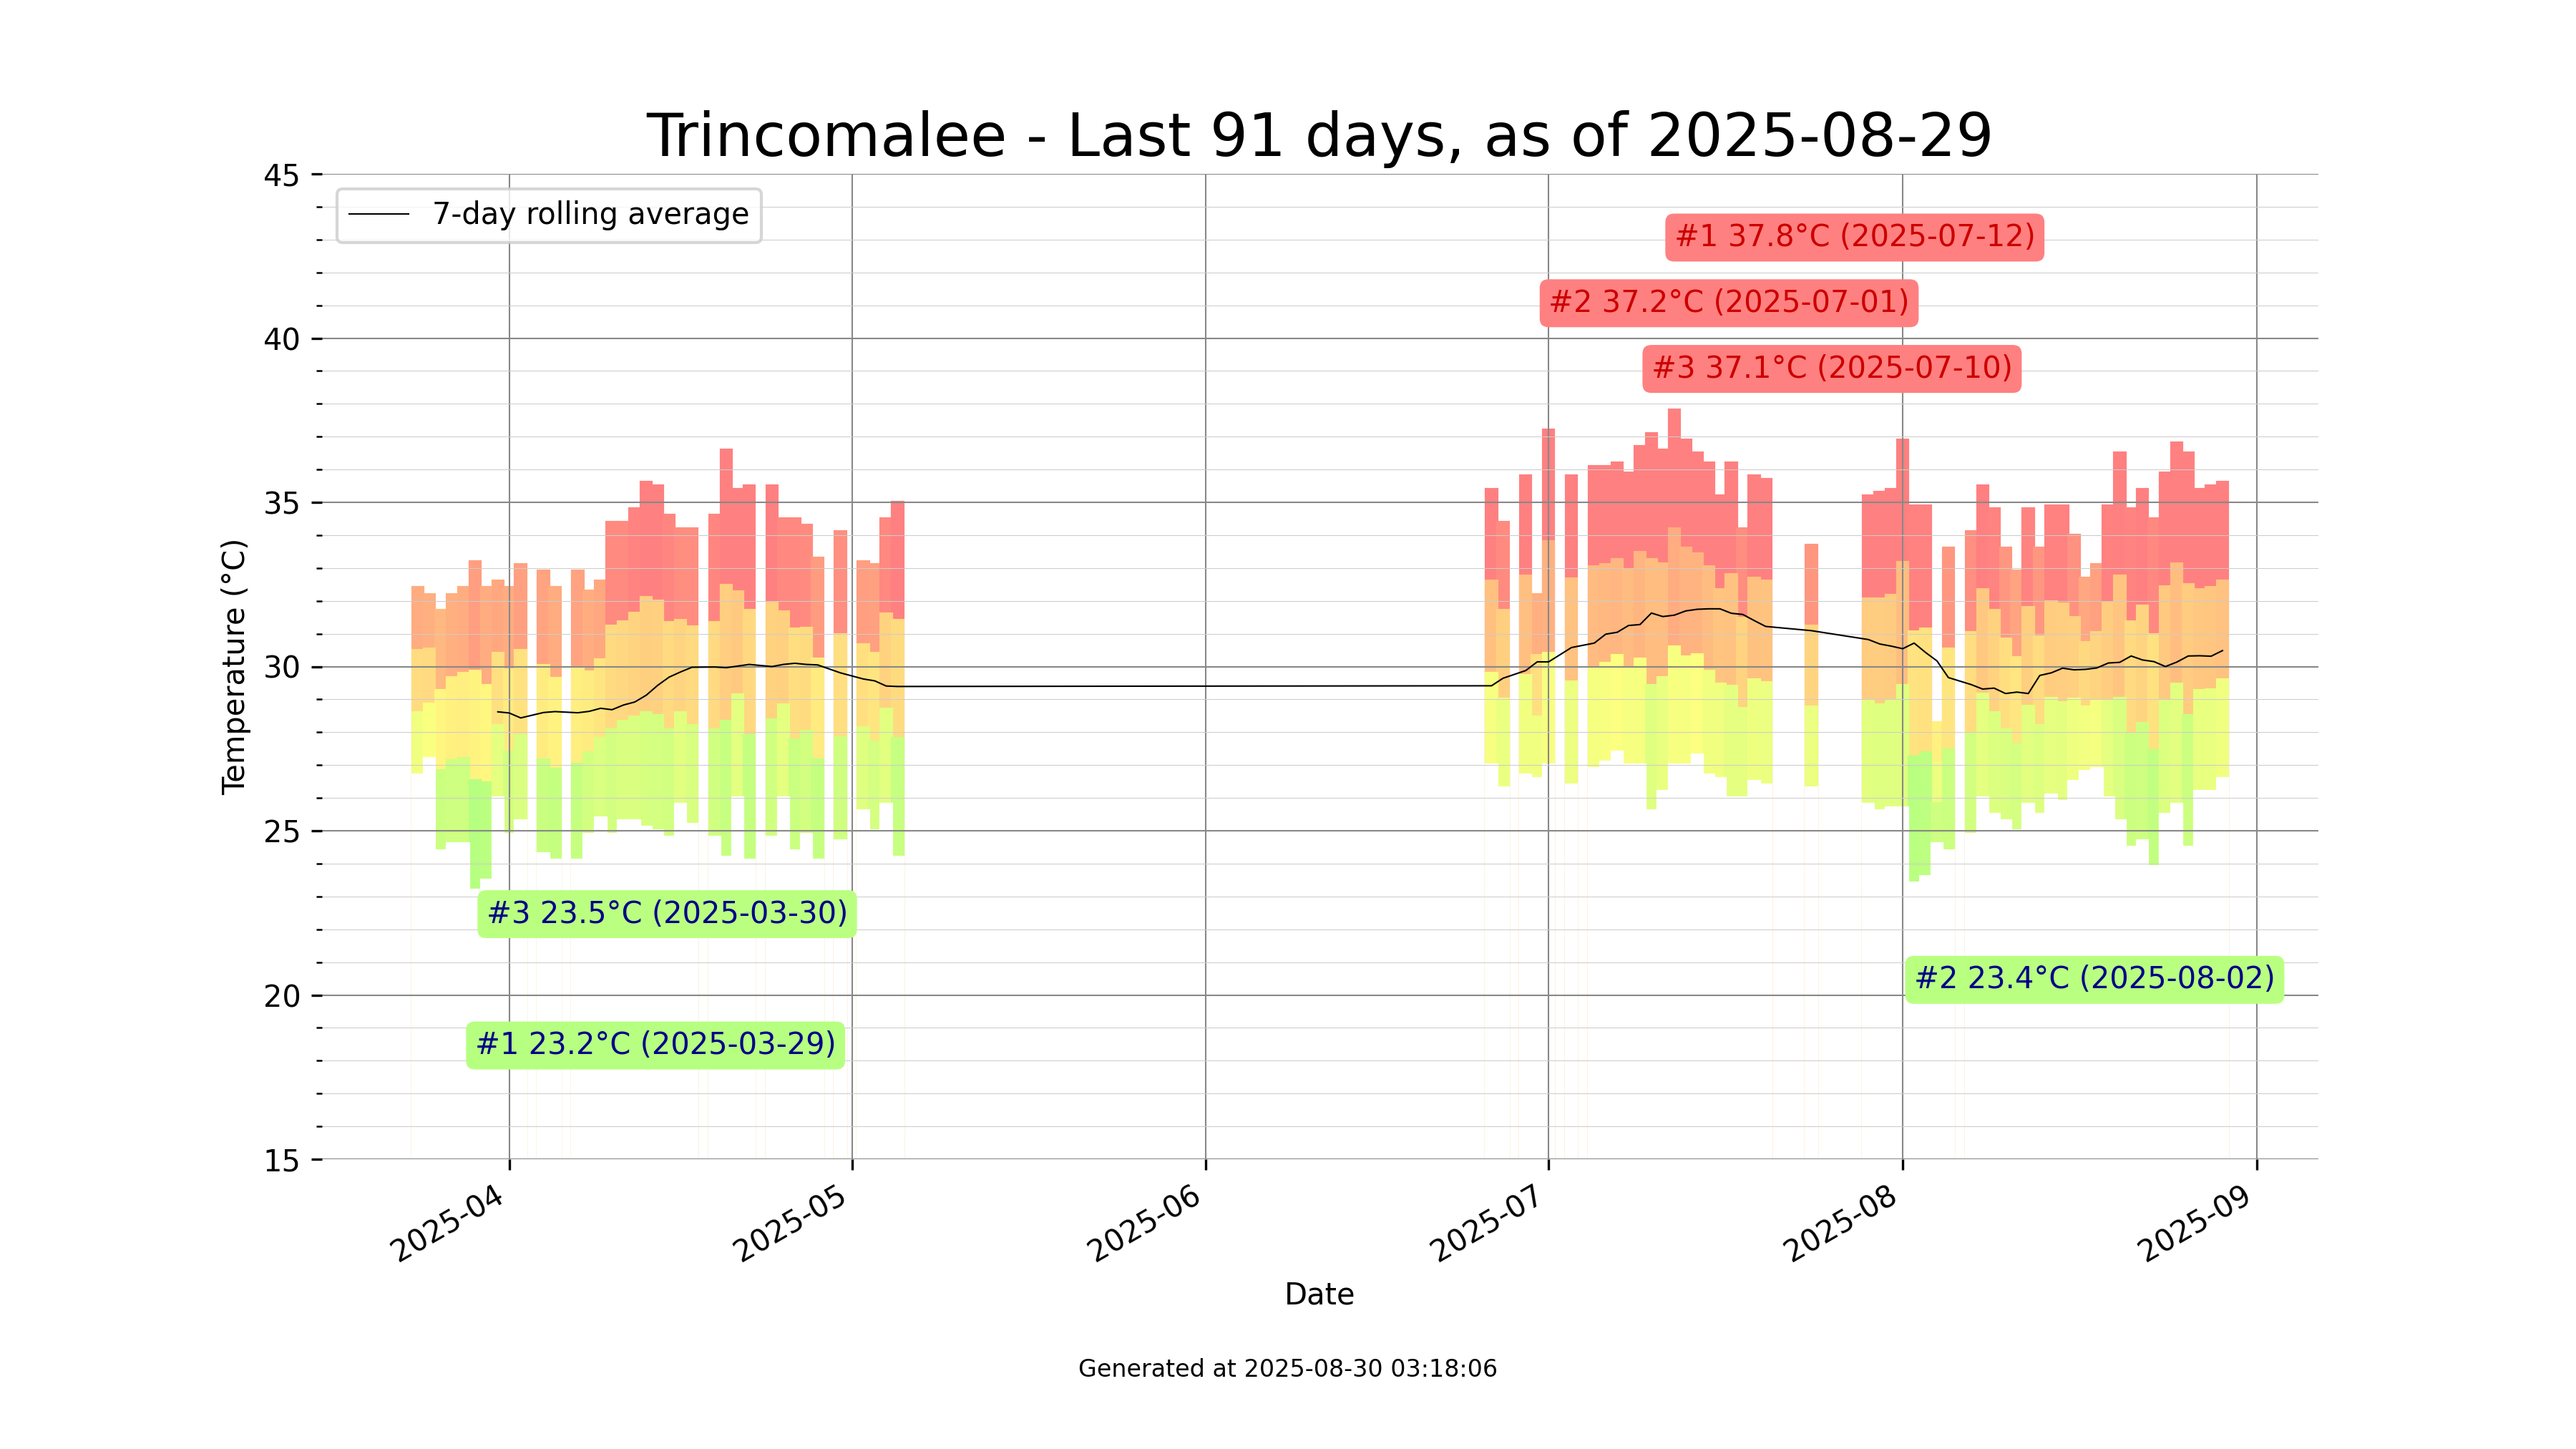 Trincomalee - Last 91 days, as of 2025-08-29
45
40
35
30
25
20
15
Temperature (°C)
7-day rolling average
#1 37.8°C (2025-07-12)
#2 37.2°C (2025-07-01)
#3 37.1°C (2025-07-10)
#3 23.5°C (2025-03-30)
#2 23.4°C (2025-08-02)
#1 23.2°C (2025-03-29)
2025-04
2025-05
2025-06
2025-07
2025-08
2025-09
Date
Generated at 2025-08-30 03:18:06